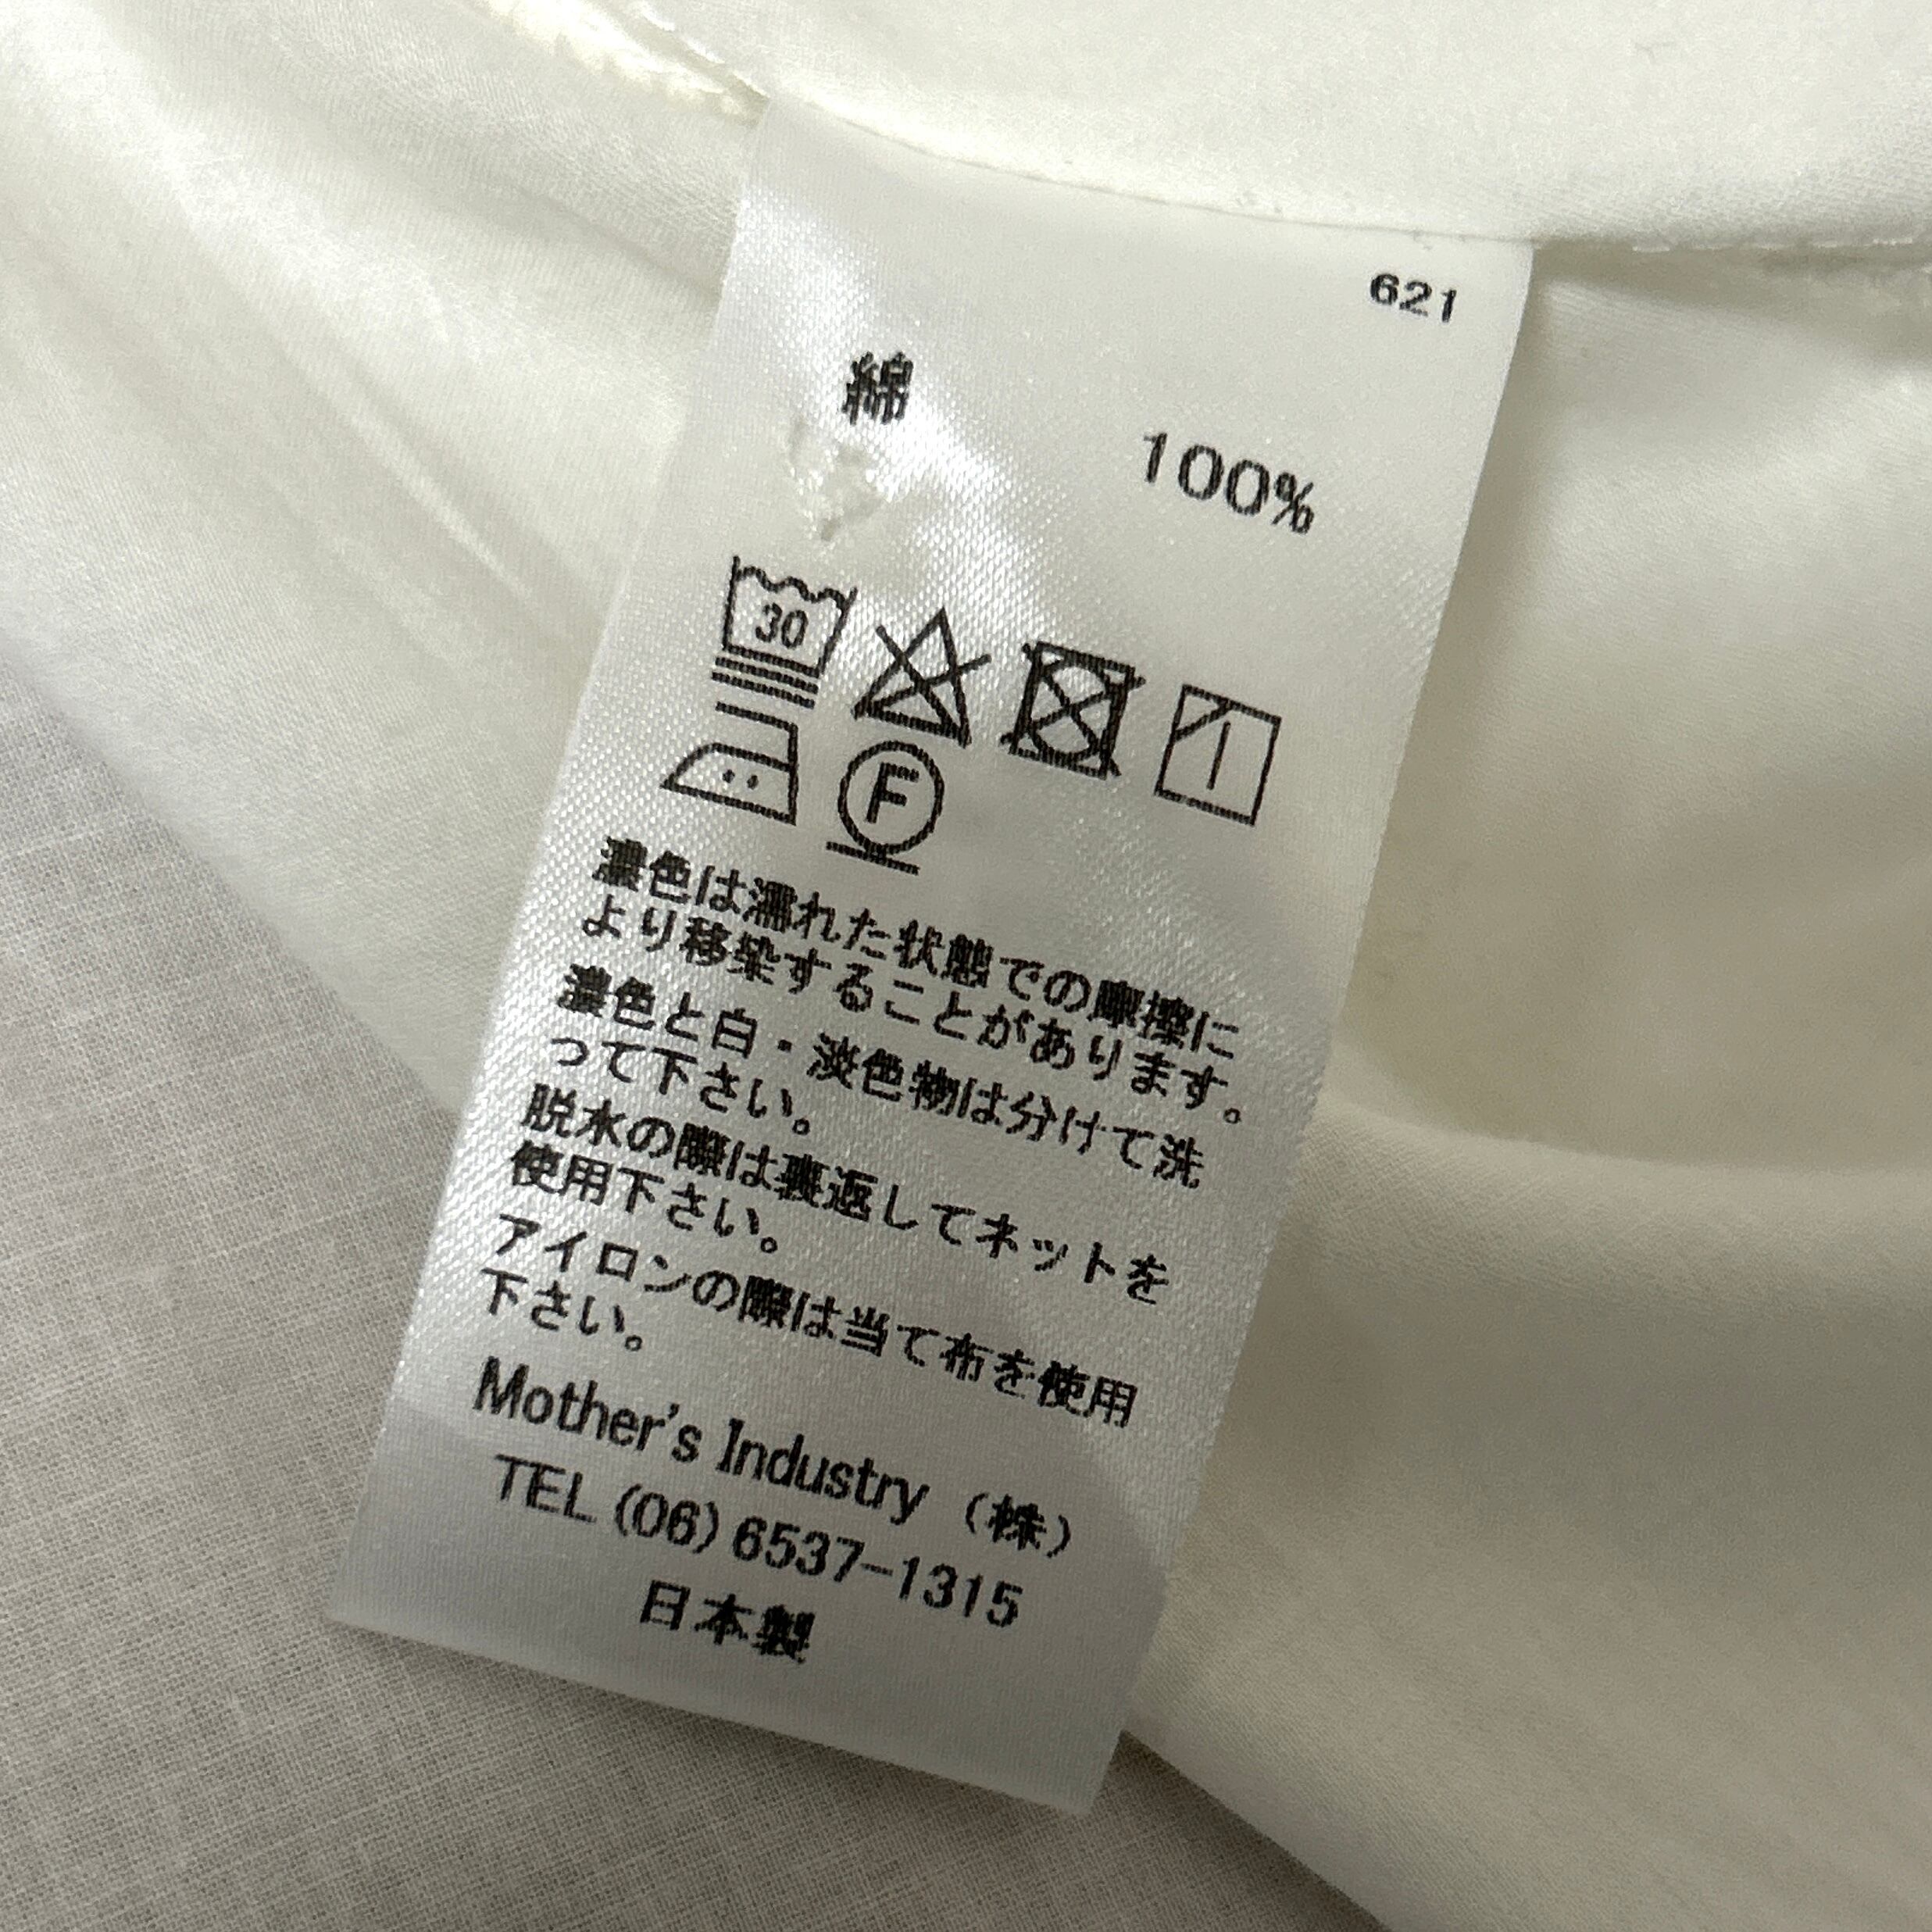 621
綿 100%
30
F
濃色は濡れた状態での摩擦に
より移染することがあります。
濃色と白・淡色物は分けて洗
って下さい。
脱水の際は裏返してネットを
使用下さい。
アイロンの際は当て布を使用
下さい。
Mother's Industry (株)
TEL (06) 6537-1315
日本製